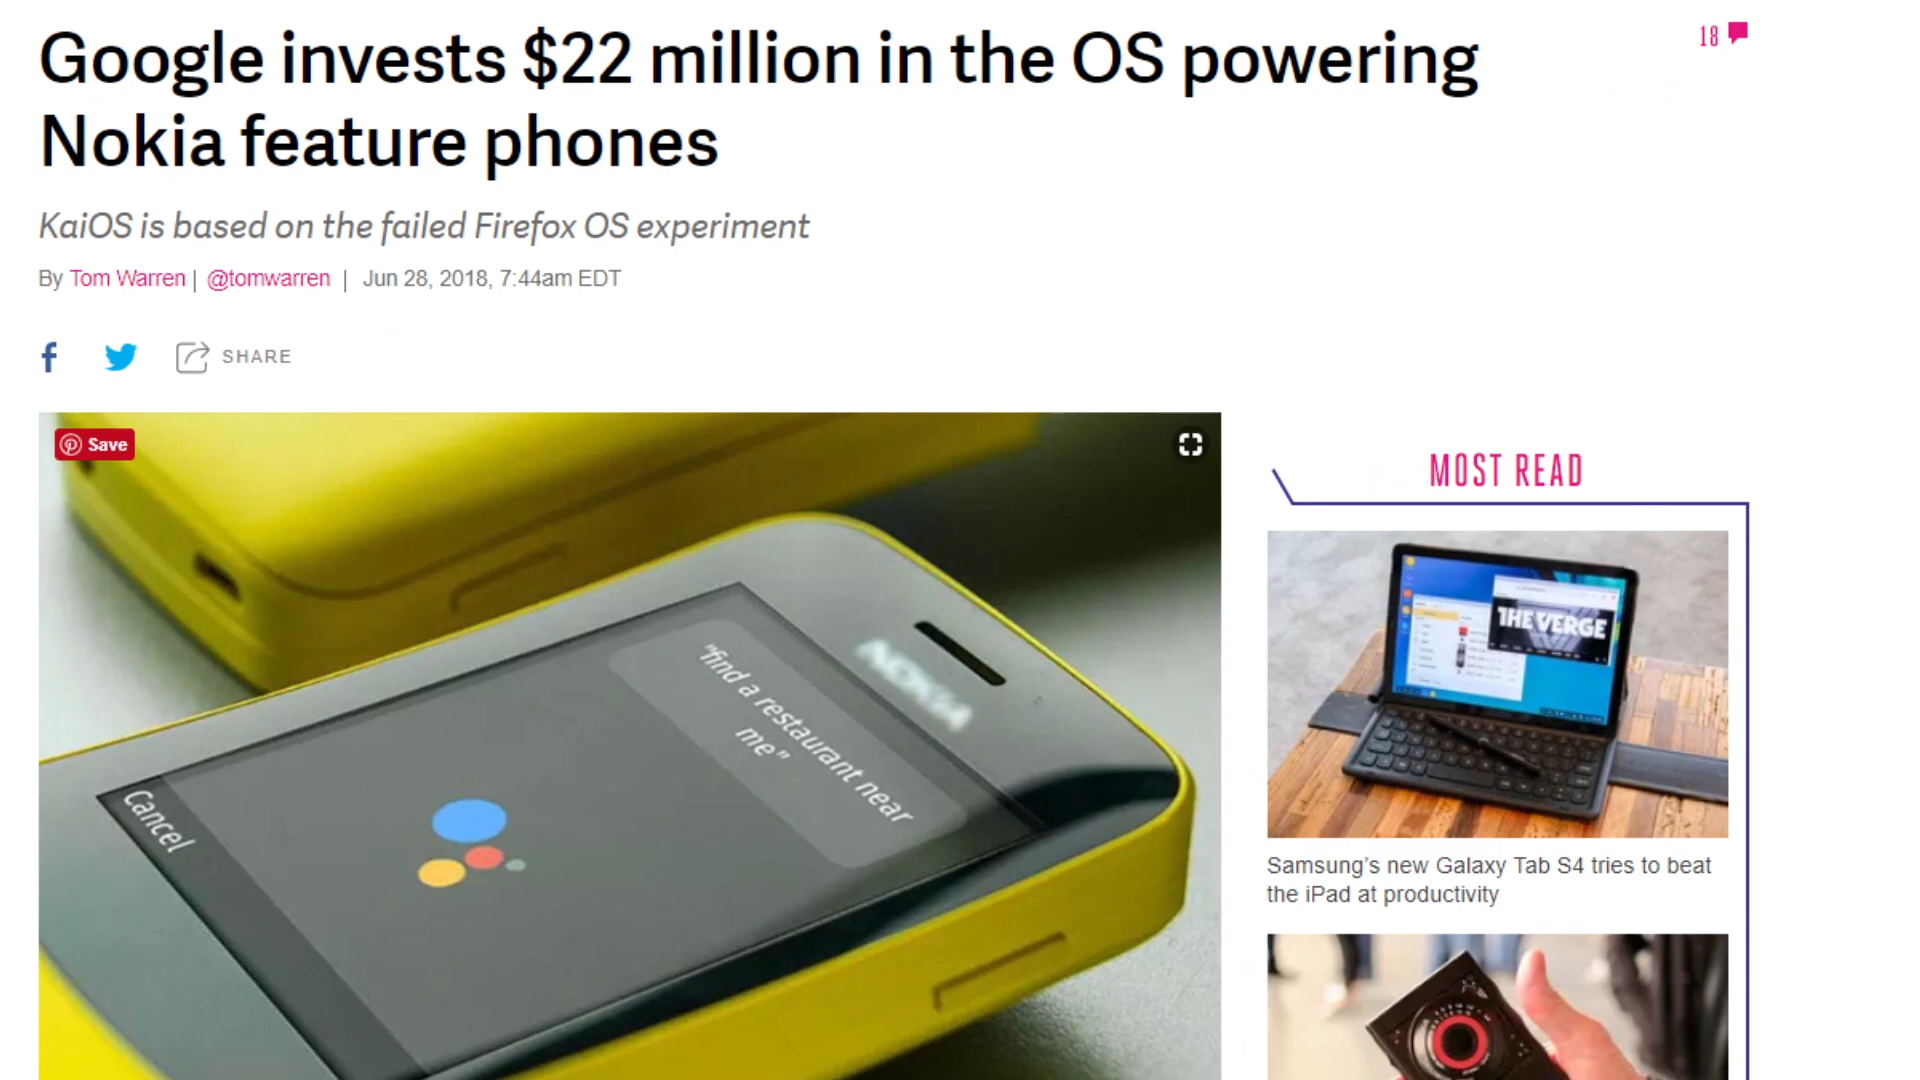 Google invests $22 million in the OS powering
Nokia feature phones
18
KaiOS is based on the failed Firefox OS experiment
By Tom Warren | @tomwarren | Jun 28, 2018, 7:44am EDT
SHARE
Save
NOKIA
"find a restaurant near
me"
Cancel
MOST READ
THE VERGE
Samsung's new Galaxy Tab S4 tries to beat
the iPad at productivity